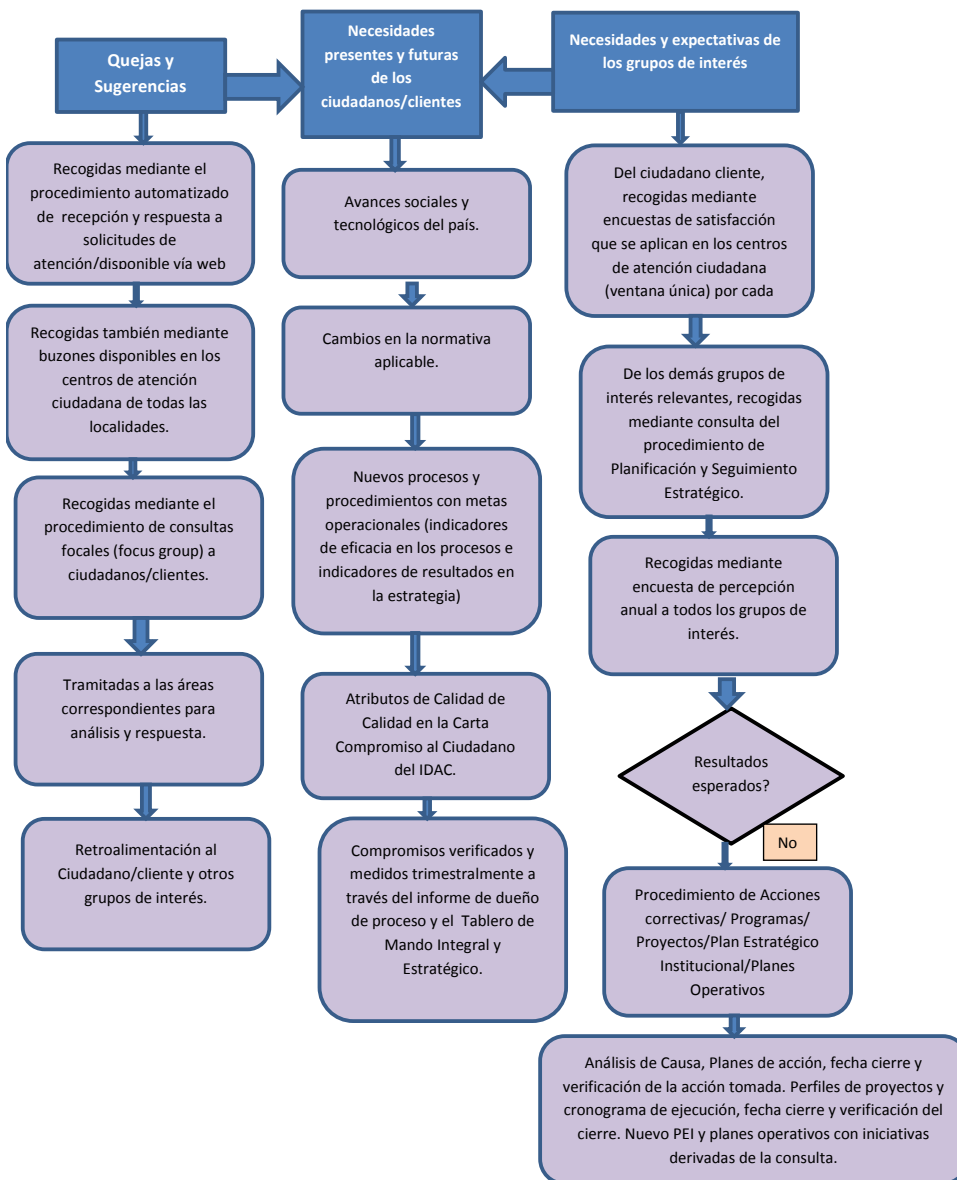 Quejas y
Sugerencias
Necesidades
presentes y futuras
de los
ciudadanos/clientes
Necesidades y expectativas de
los grupos de interés
Recogidas mediante el
procedimiento automatizado
de recepción y respuesta a
solicitudes de
atención/disponible vía web
Recogidas también mediante
buzones disponibles en los
centros de atención
ciudadana de todas las
localidades.
Recogidas mediante el
procedimiento de consultas
focales (focus group) a
ciudadanos/clientes.
Tramitadas a las áreas
correspondientes para
análisis y respuesta.
Retroalimentación al
Ciudadano/cliente y otros
grupos de interés.
Avances sociales y
tecnológicos del país.
Cambios en la normativa
aplicable.
Nuevos procesos y
procedimientos con metas
operacionales (indicadores
de eficacia en los procesos e
indicadores de resultados en
la estrategia)
Atributos de Calidad de
Calidad en la Carta
Compromiso al Ciudadano
del IDAC.
Compromisos verificados y
medidos trimestralmente a
través del informe de dueño
de proceso y el Tablero de
Mando Integral y
Estratégico.
Del ciudadano cliente,
recogidas mediante
encuestas de satisfacción
que se aplican en los centros
de atención ciudadana
(ventana única) por cada
De los demás grupos de
interés relevantes, recogidas
mediante consulta del
procedimiento de
Planificación y Seguimiento
Estratégico.
Recogidas mediante
encuesta de percepción
anual a todos los grupos de
interés.
Resultados
esperados?
No
Procedimiento de Acciones
correctivas/ Programas/
Proyectos/Plan Estratégico
Institucional/Planes
Operativos
Análisis de Causa, Planes de acción, fecha cierre y
verificación de la acción tomada. Perfiles de proyectos y
cronograma de ejecución, fecha cierre y verificación del
cierre. Nuevo PEI y planes operativos con iniciativas
derivadas de la consulta.